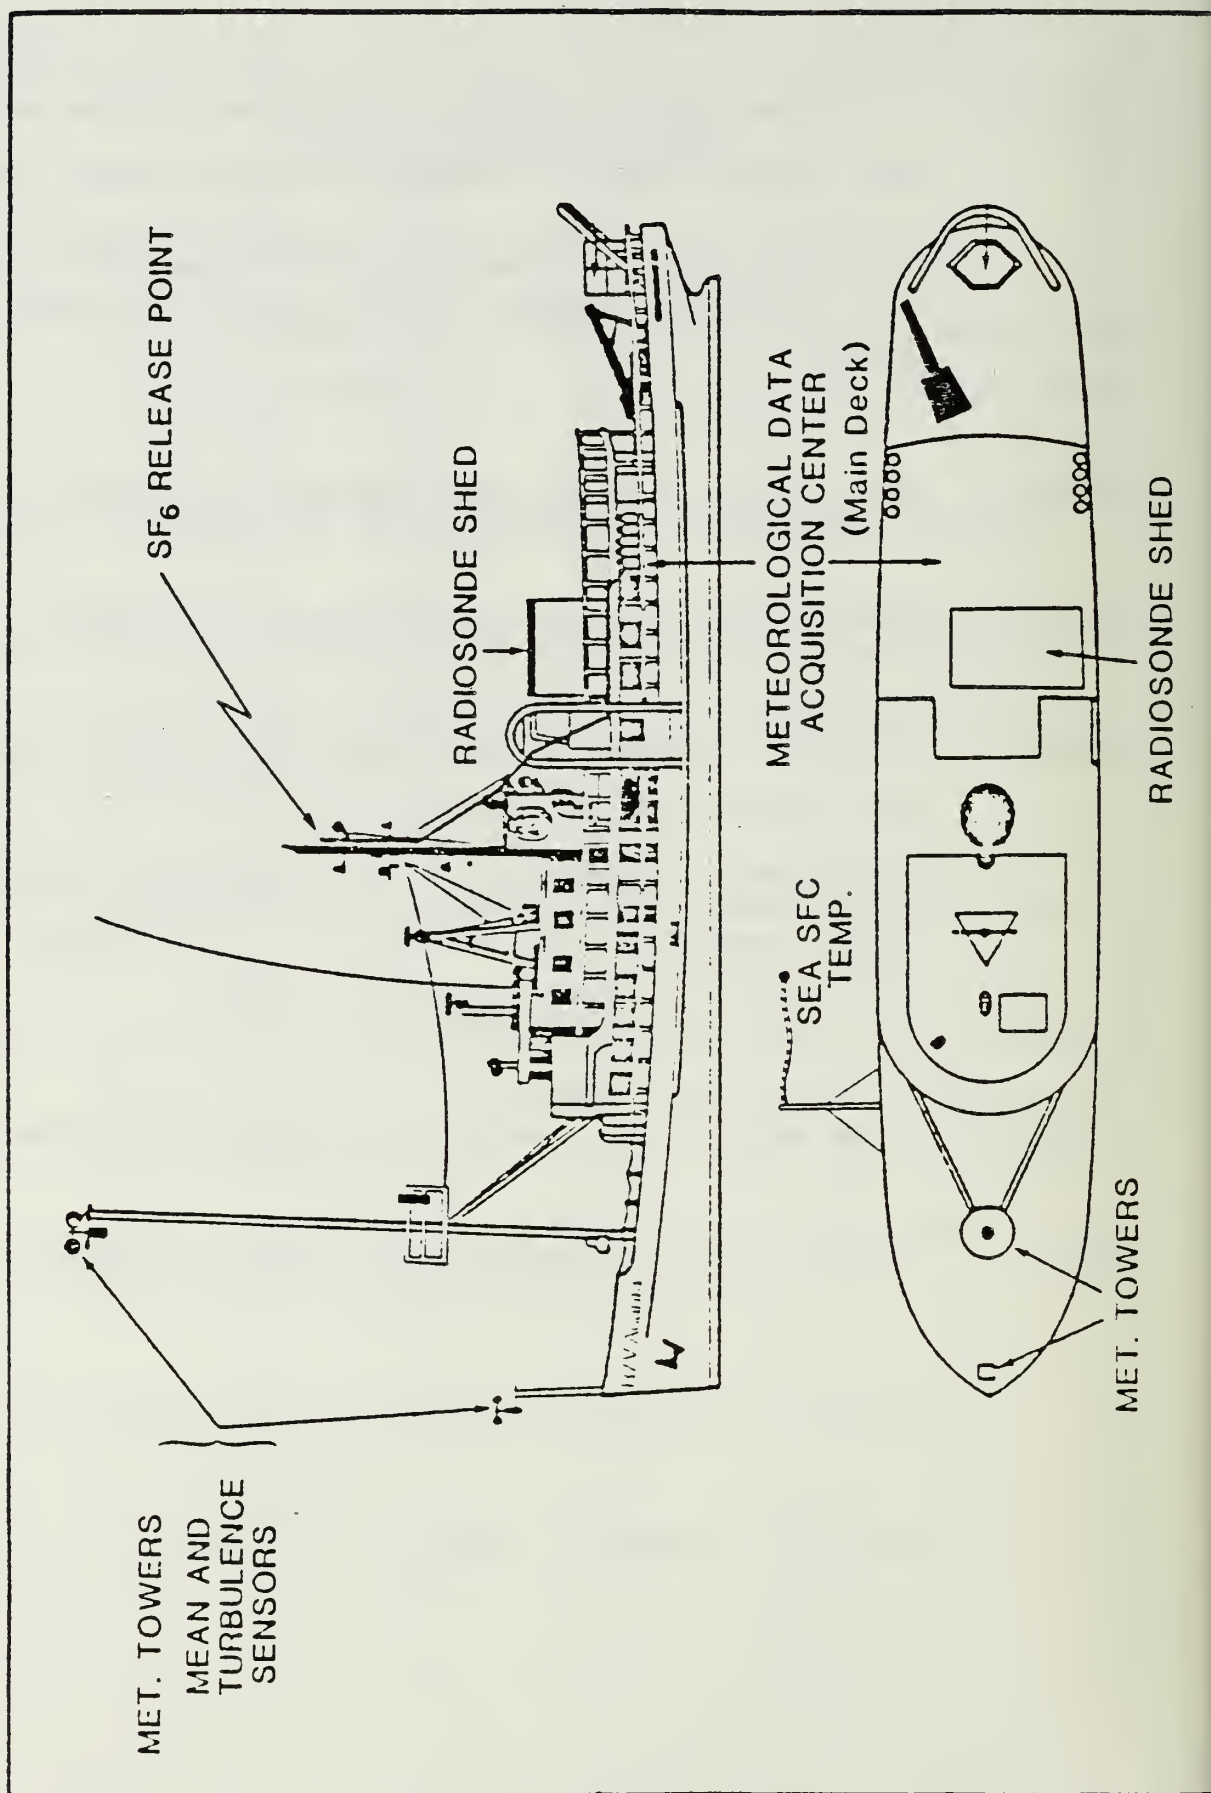 MET. TOWERS
MEAN AND
TURBULENCE
SENSORS
SF6 RELEASE POINT
RADIOSONDE SHED
METEOROLOGICAL DATA
ACQUISITION CENTER
(Main Deck)
SEA SFC
TEMP.
MET. TOWERS
RADIOSONDE SHED